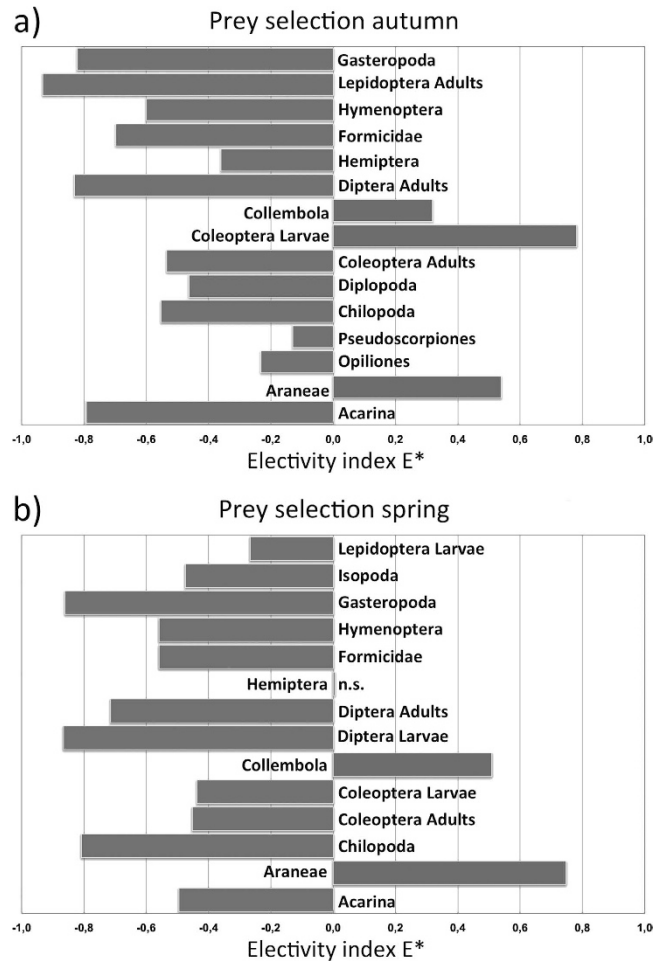 a) Prey selection autumn
Gasteropoda
Lepidoptera Adults
Hymenoptera
Formicidae
Hemiptera
Diptera Adults
Collembola
Coleoptera Larvae
Coleoptera Adults
Diplopoda
Chilopoda
Pseudoscorpiones
Opiliones
Araneae
Acarina
-1,0 -0,8 -0,6 -0,4 -0,2 0,0 0,2 0,4 0,6 0,8 1,0
Electivity index E*
b) Prey selection spring
Lepidoptera Larvae
Isopoda
Gasteropoda
Hymenoptera
Formicidae
Hemiptera n.s.
Diptera Adults
Diptera Larvae
Collembola
Coleoptera Larvae
Coleoptera Adults
Chilopoda
Araneae
Acarina
-1,0 -0,8 -0,6 -0,4 -0,2 0,0 0,2 0,4 0,6 0,8 1,0
Electivity index E*